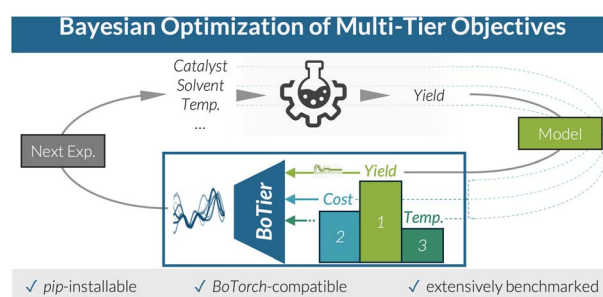 Bayesian Optimization of Multi-Tier Objectives
Catalyst
Solvent
Temp.
...
Yield
Next Exp.
Model
BoTier
Yield
Cost
Temp.
2
1
3
✓ pip-installable
✓ BoTorch-compatible
✓ extensively benchmarked